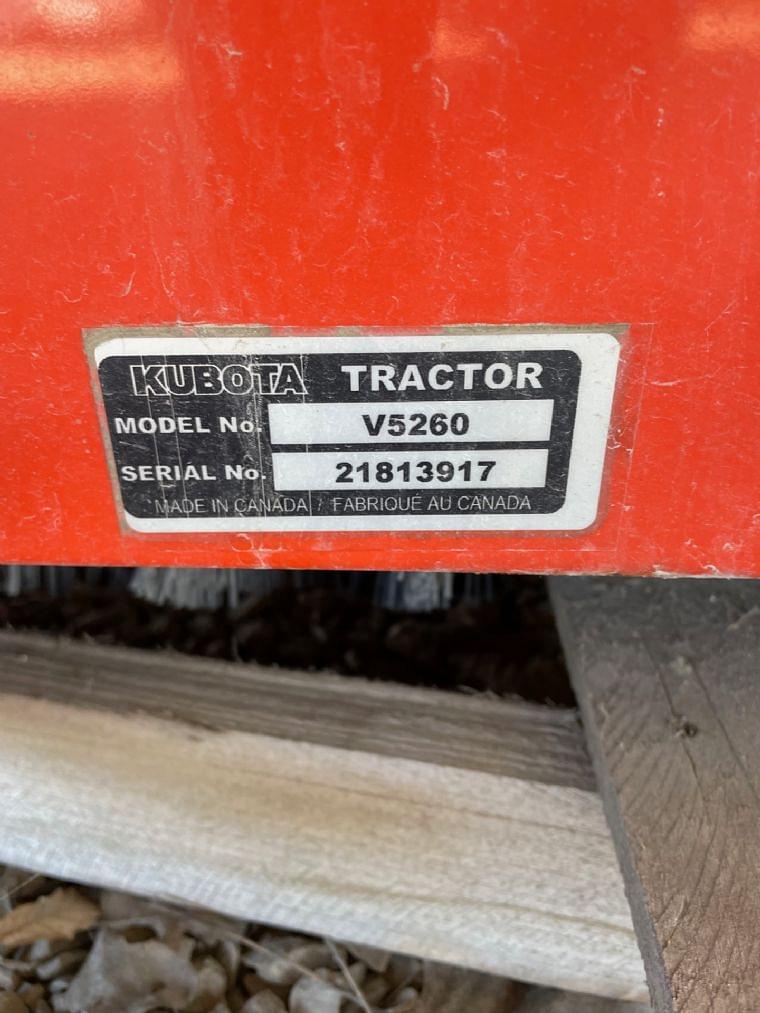 KUBOTA TRACTOR
MODEL No. V5260
SERIAL No. 21813917
MADE IN CANADA / FABRIQUÉ AU CANADA